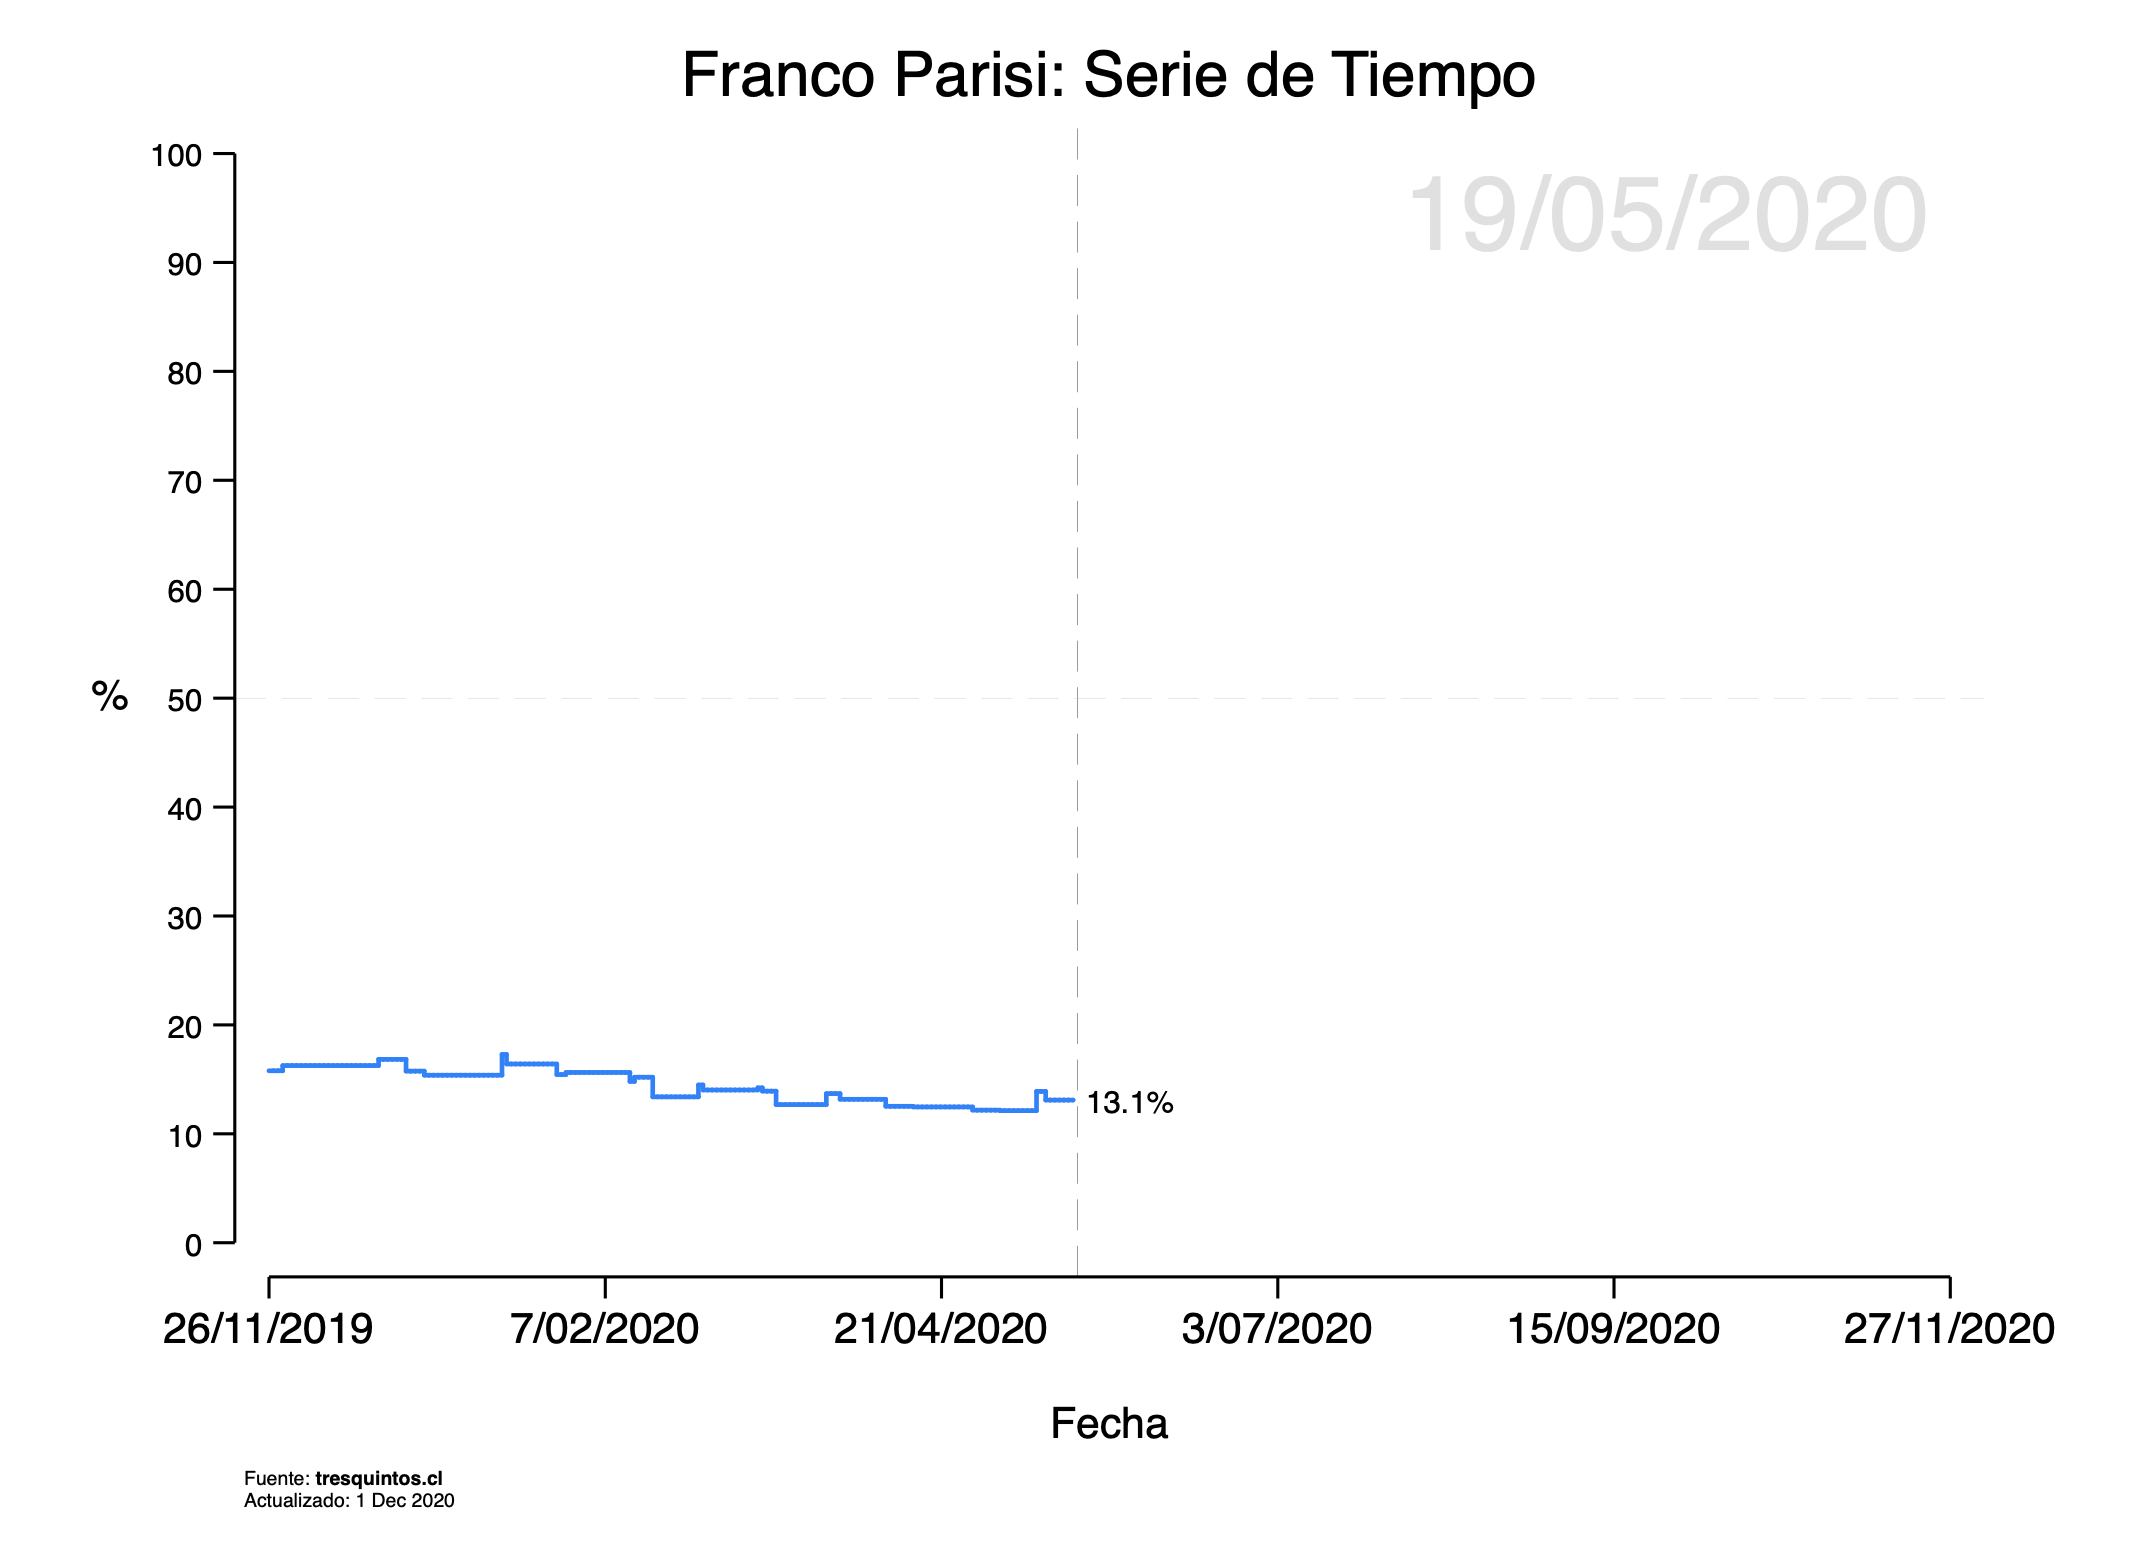 Franco Parisi: Serie de Tiempo
19/05/2020
100
90
80
70
60
50
40
30
20
10
0
%
13.1%
26/11/2019 7/02/2020 21/04/2020 3/07/2020 15/09/2020 27/11/2020
Fecha
Fuente: tresquintos.cl
Actualizado: 1 Dec 2020